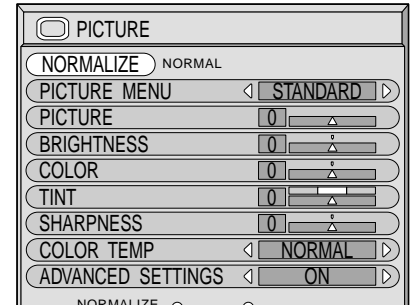 PICTURE
NORMALIZE NORMAL
PICTURE MENU STANDARD
PICTURE 0
BRIGHTNESS 0
COLOR 0
TINT 0
SHARPNESS 0
COLOR TEMP NORMAL
ADVANCED SETTINGS ON
NORMALIZE